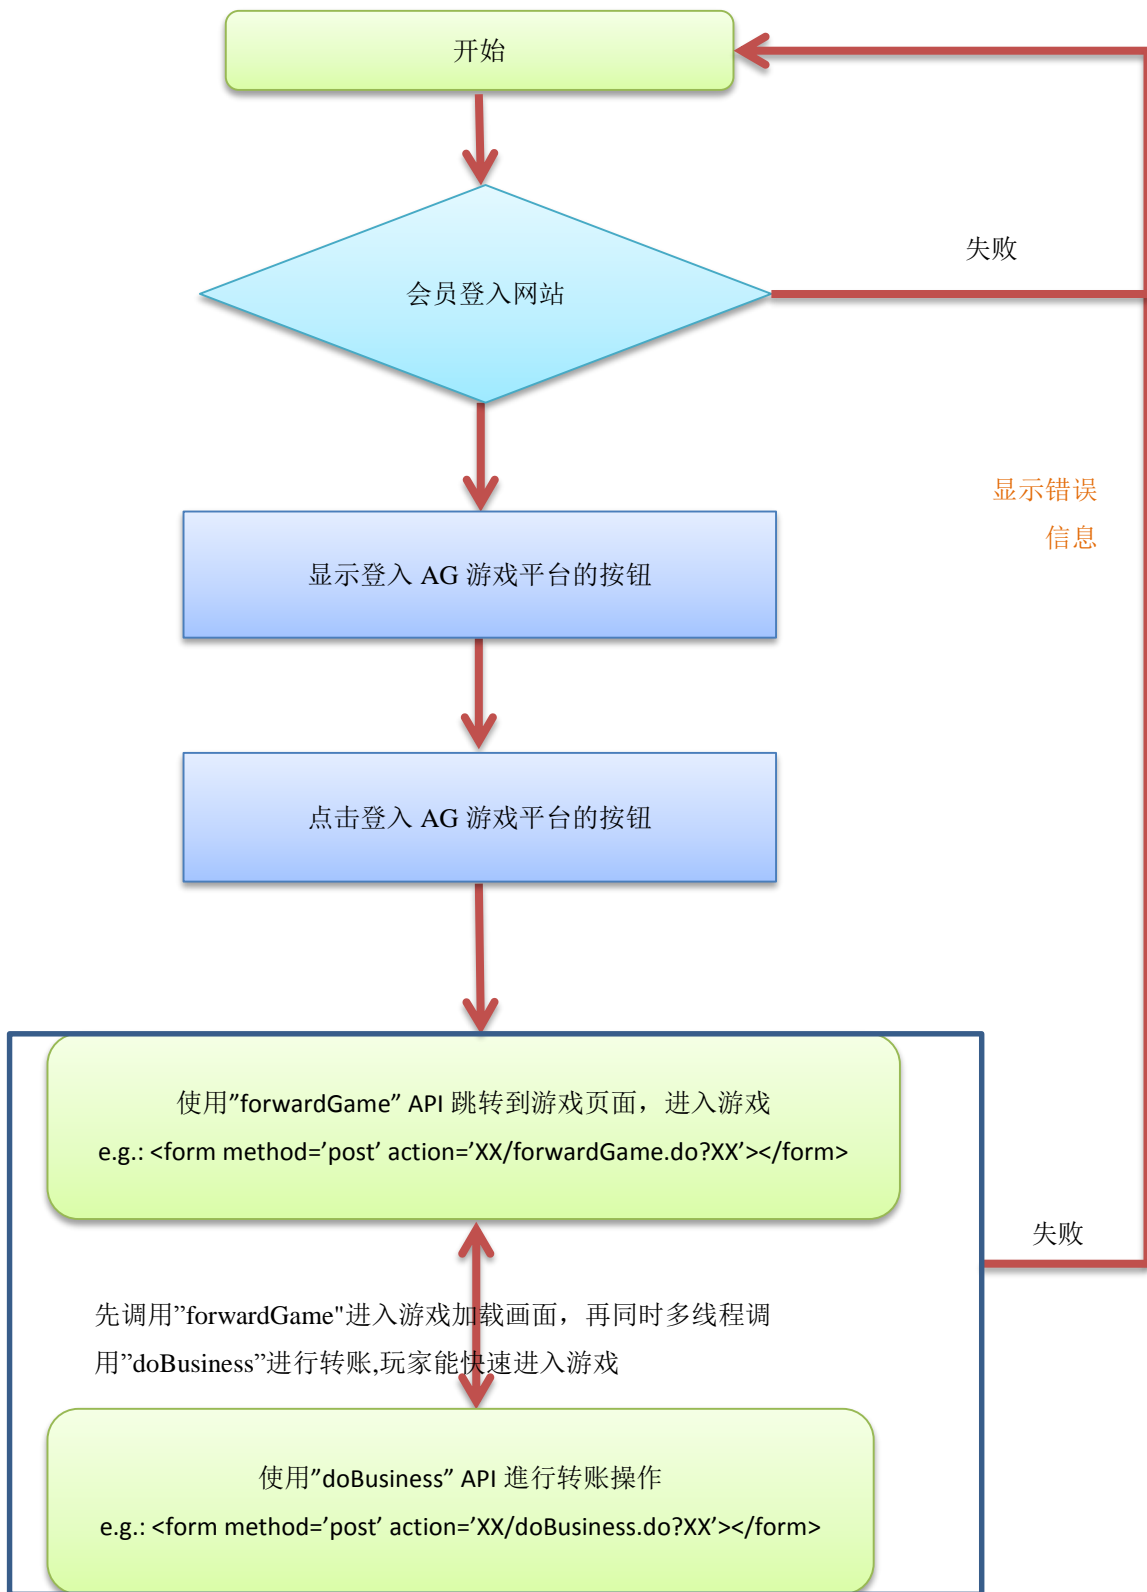 开始
会员登入网站
失败
显示错误
信息
显示登入 AG 游戏平台的按钮
点击登入 AG 游戏平台的按钮
使用”forwardGame” API 跳转到游戏页面，进入游戏
e.g.: <form method=’post’ action=’XX/forwardGame.do?XX’></form>
失败
先调用”forwardGame"进入游戏加载画面，再同时多线程调
用”doBusiness”进行转账,玩家能快速进入游戏
使用”doBusiness” API 進行转账操作
e.g.: <form method=’post’ action=’XX/doBusiness.do?XX’></form>